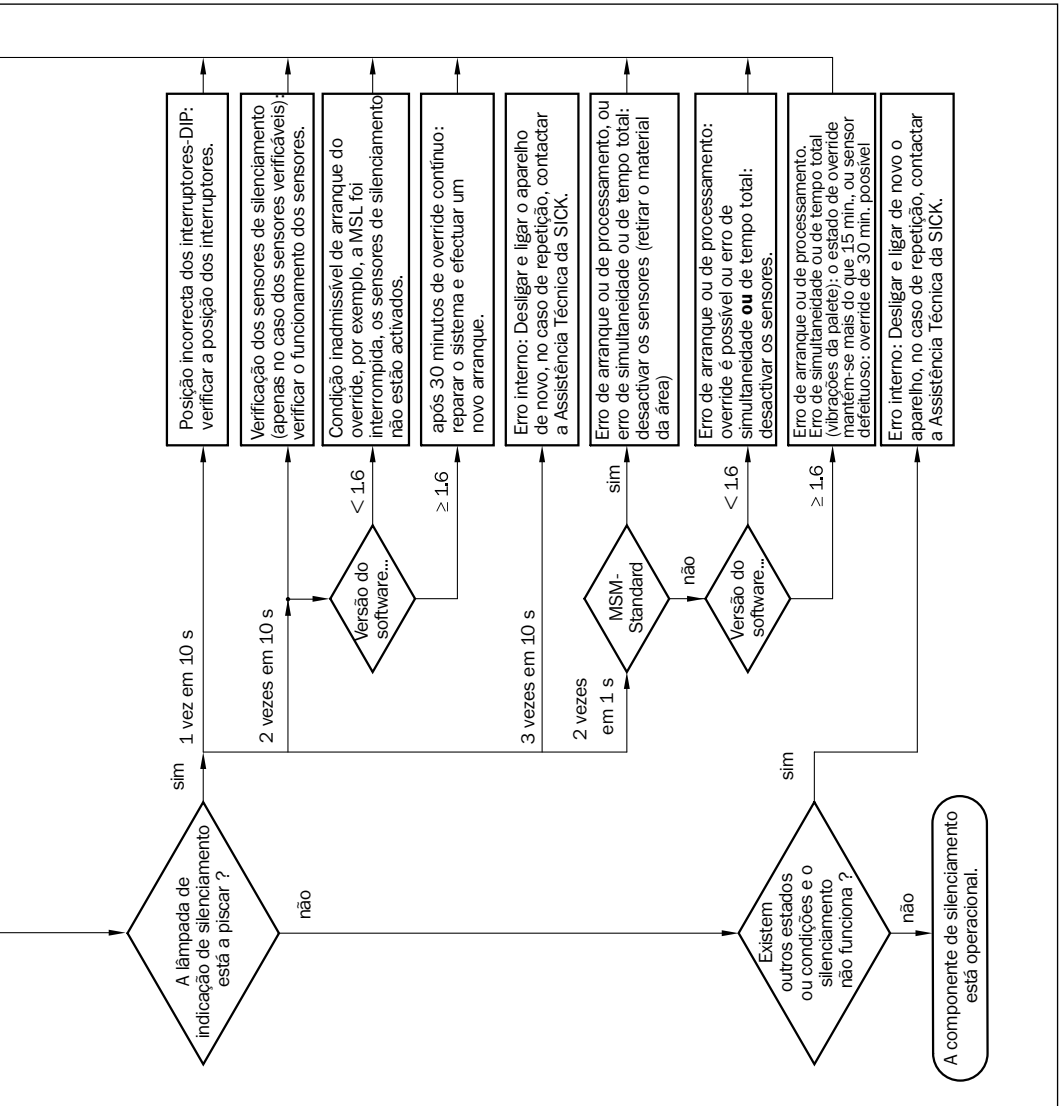 A lâmpada de
indicação de silenciamento
está a piscar ?
sim
não
1 vez em 10 s
Posição incorrecta dos interruptores-DIP:
verificar a posição dos interruptores.
2 vezes em 10 s
Verificação dos sensores de silenciamento
(apenas no caso dos sensores verificáveis):
verificar o funcionamento dos sensores.
Versão do
software...
< 1.6
Condição inadmissível de arranque do
override, por exemplo, a MSL foi
interrompida, os sensores de silenciamento
não estão activados.
≥ 1.6
após 30 minutos de override contínuo:
reparar o sistema e efectuar um
novo arranque.
3 vezes em 10 s
Erro interno: Desligar e ligar o aparelho
de novo, no caso de repetição, contactar
a Assistência Técnica da SICK.
2 vezes
em 1 s
MSM-
Standard
sim
Erro de arranque ou de processamento, ou
erro de simultaneidade ou de tempo total:
desactivar os sensores (retirar o material
da área)
não
Versão do
software...
< 1.6
Erro de arranque ou de processamento:
override é possível ou erro de
simultaneidade ou de tempo total:
desactivar os sensores.
≥ 1.6
Erro de arranque ou de processamento.
Erro de simultaneidade ou de tempo total
(vibrações da palete): o estado de override
mantém-se mais do que 15 min., ou sensor
defeituoso: override de 30 min. poosível
Existem
outros estados
ou condições e o
silenciamento
não funciona ?
sim
Erro interno: Desligar e ligar de novo o
aparelho, no caso de repetição, contactar
a Assistência Técnica da SICK.
não
A componente de silenciamento
está operacional.